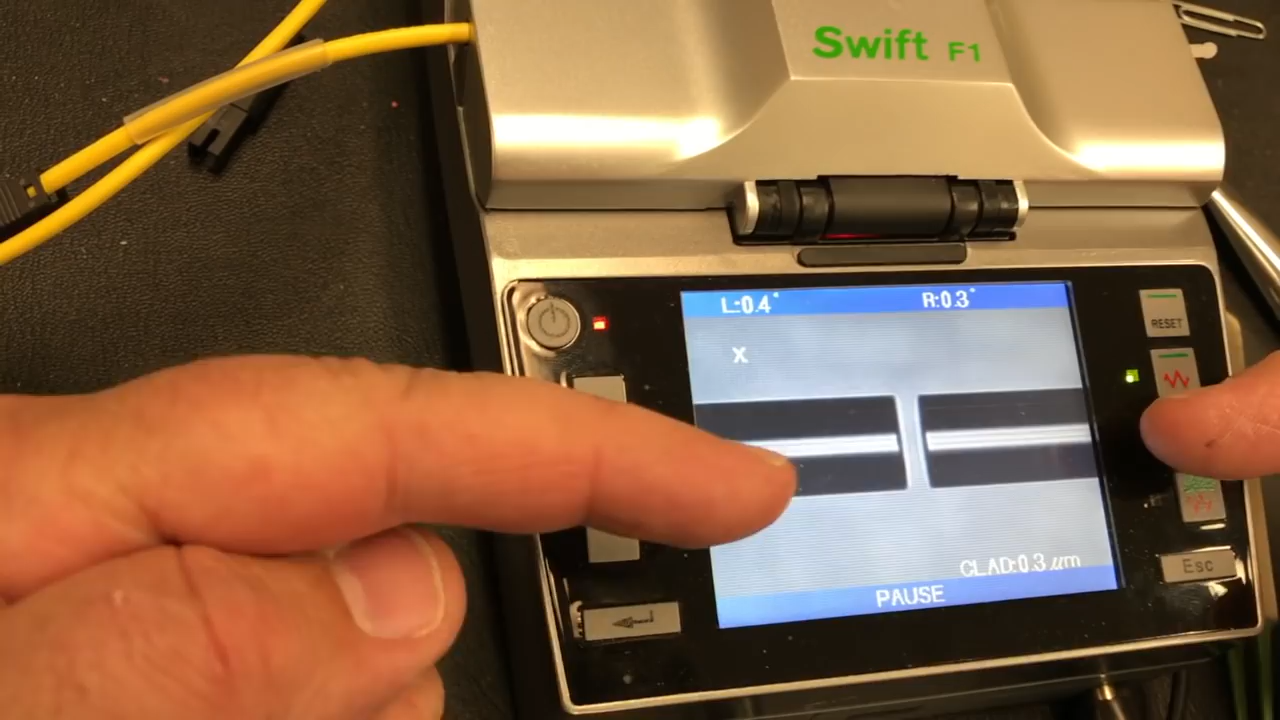 Swift F1
L:0.4° R:0.3°
RESET
X
CLAD:0.3 µm
Esc
PAUSE